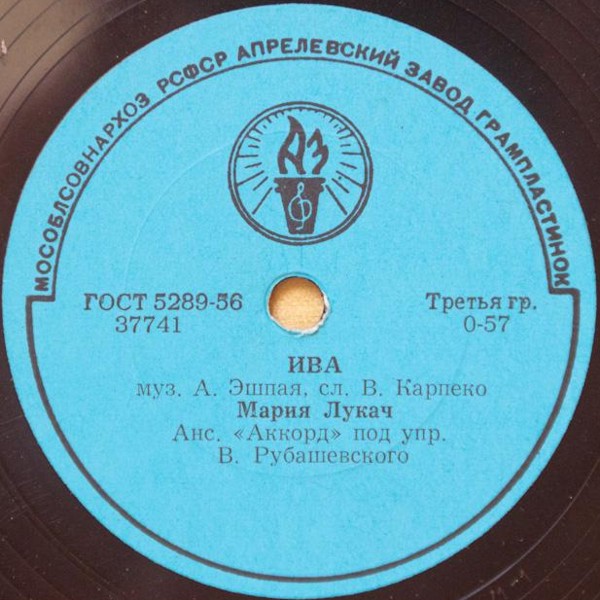 МОСОБЛСОВНАРХОЗ РСФСР АПРЕЛЕВСКИЙ ЗАВОД ГРАМПЛАСТИНОК
АЗ
ГОСТ 5289-56
37741
Третья гр.
0-57
ИВА
муз. А. Эшпая, сл. В. Карпеко
Мария Лукач
Анс. «Аккорд» под упр.
В. Рубашевского